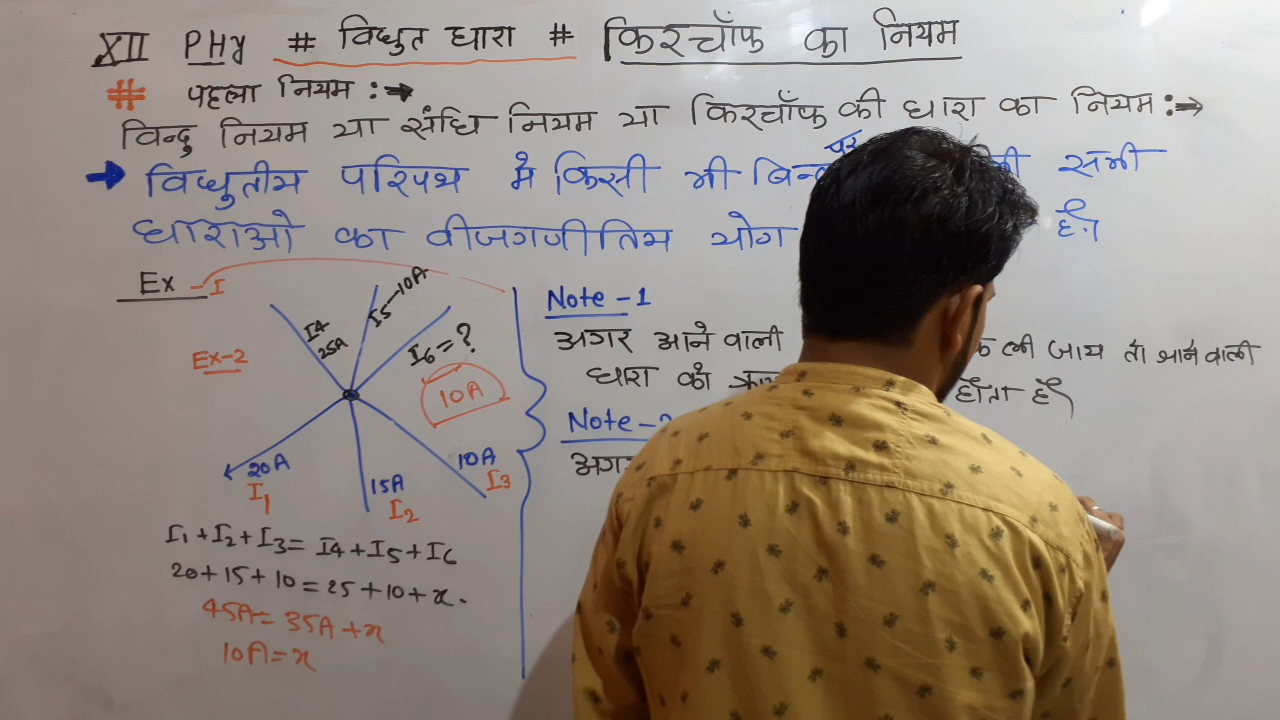 XII PHY # विधुत धारा # किरचॉफ का नियम
# पहला नियम :→
विन्दु नियम या संधि नियम या किरचॉफ की धारा का नियम :→
→ विधुतीय परिपथ मे किसी भी पर सभी
धाराओ का वीजगणीतिय योग है।
Ex - I
I4
25A
I5—10A
I6 = ?
10A
Ex-2
20A
I1
15A
I2
10A
I3
I1 + I2 + I3 = I4 + I5 + I6
20 + 15 + 10 = 25 + 10 + x.
45A = 35A + x
10A = x
Note - 1
अगर आने वाली ली जाय तो आने वाली
धारा को होता है
Note -